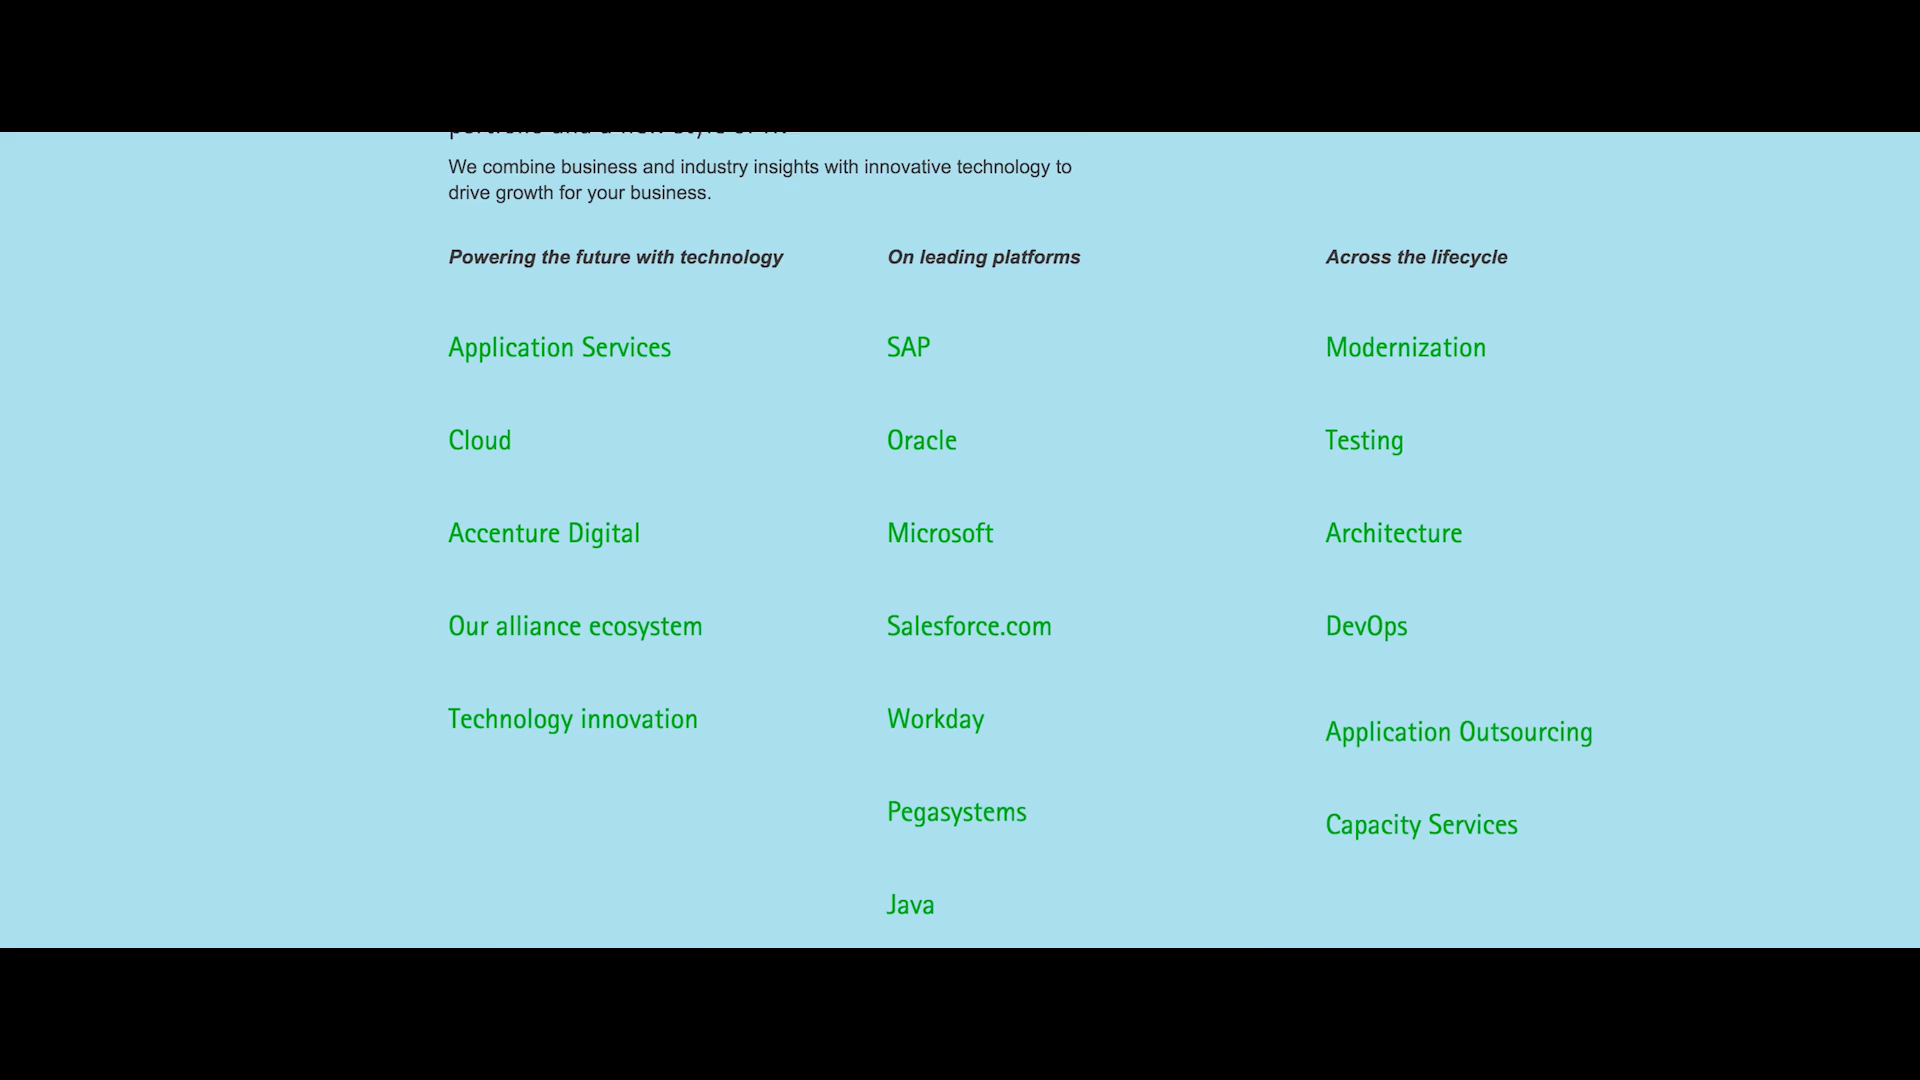 We combine business and industry insights with innovative technology to
drive growth for your business.
Powering the future with technology
Application Services
Cloud
Accenture Digital
Our alliance ecosystem
Technology innovation
On leading platforms
SAP
Oracle
Microsoft
Salesforce.com
Workday
Pegasystems
Java
Across the lifecycle
Modernization
Testing
Architecture
DevOps
Application Outsourcing
Capacity Services